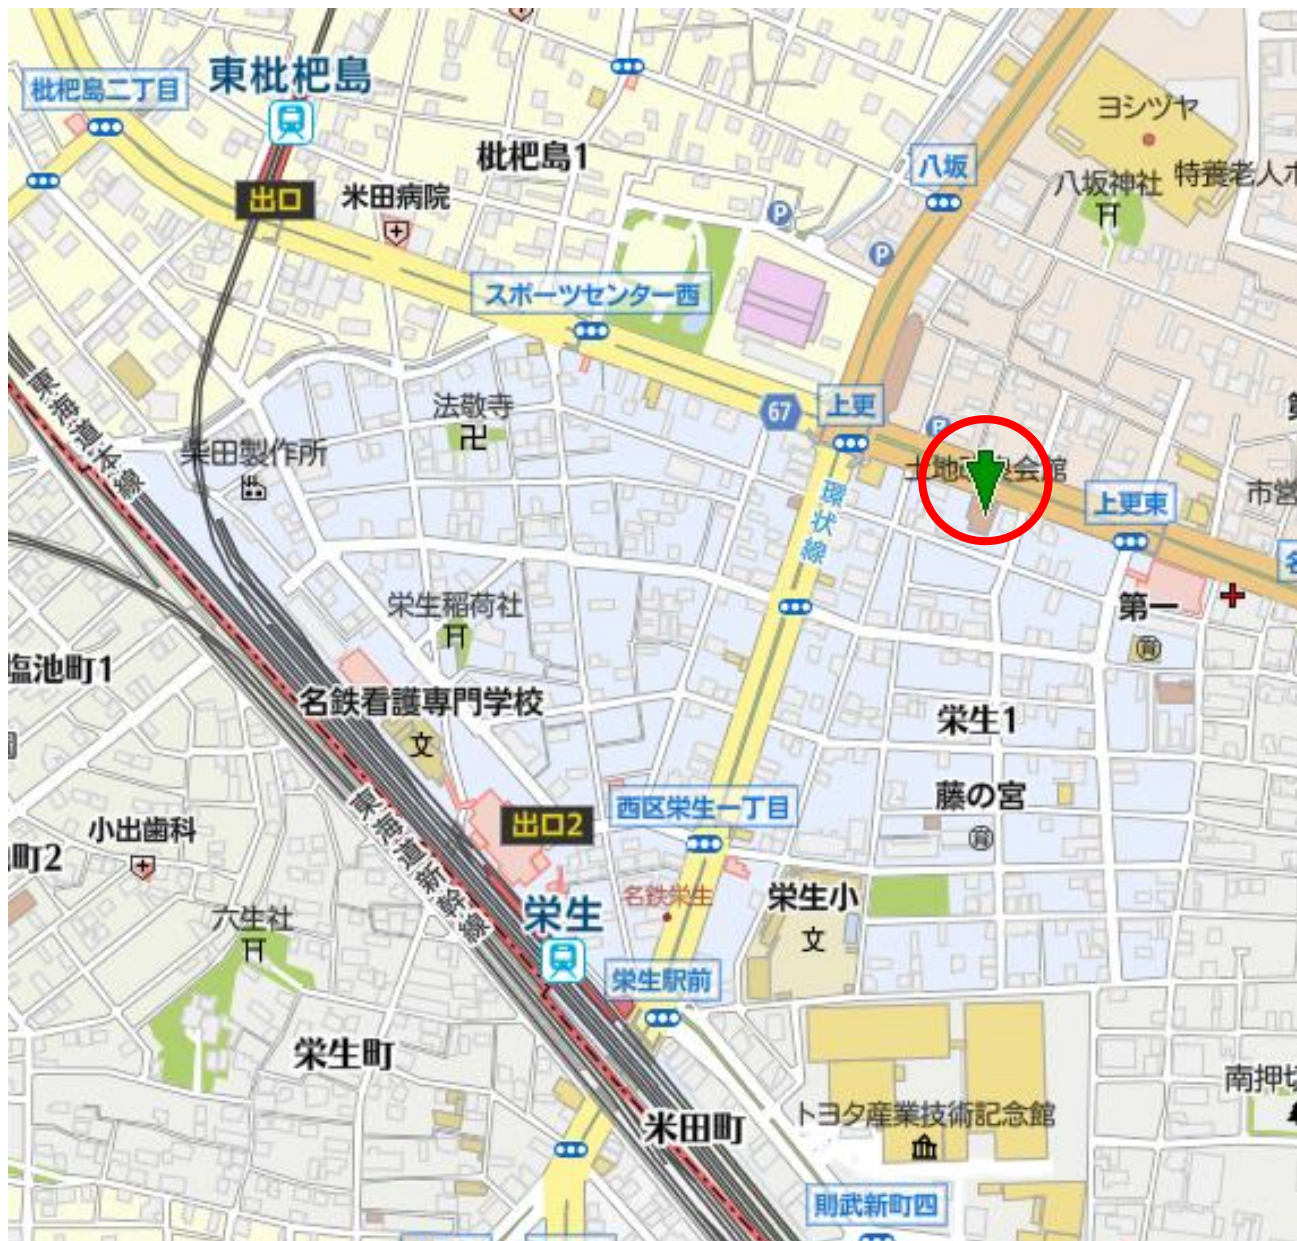 東枇杷島
枇杷島二丁目
ヨシヅヤ
枇杷島1
八坂
八坂神社
特養老人ホ
出口
米田病院
P
P
スポーツセンター西
67
上更
P
法敬寺
東海道本線
柴田製作所
会館
上更東
市営
環状線
栄生稲荷社
第一
塩池町1
名鉄看護専門学校
文
栄生1
藤の宮
西区栄生一丁目
出口2
小出歯科
町2
東海道新幹線
名鉄栄生
栄生小
文
六生社
栄生
栄生駅前
栄生町
南押切
米田町
トヨタ産業技術記念館
則武新町四